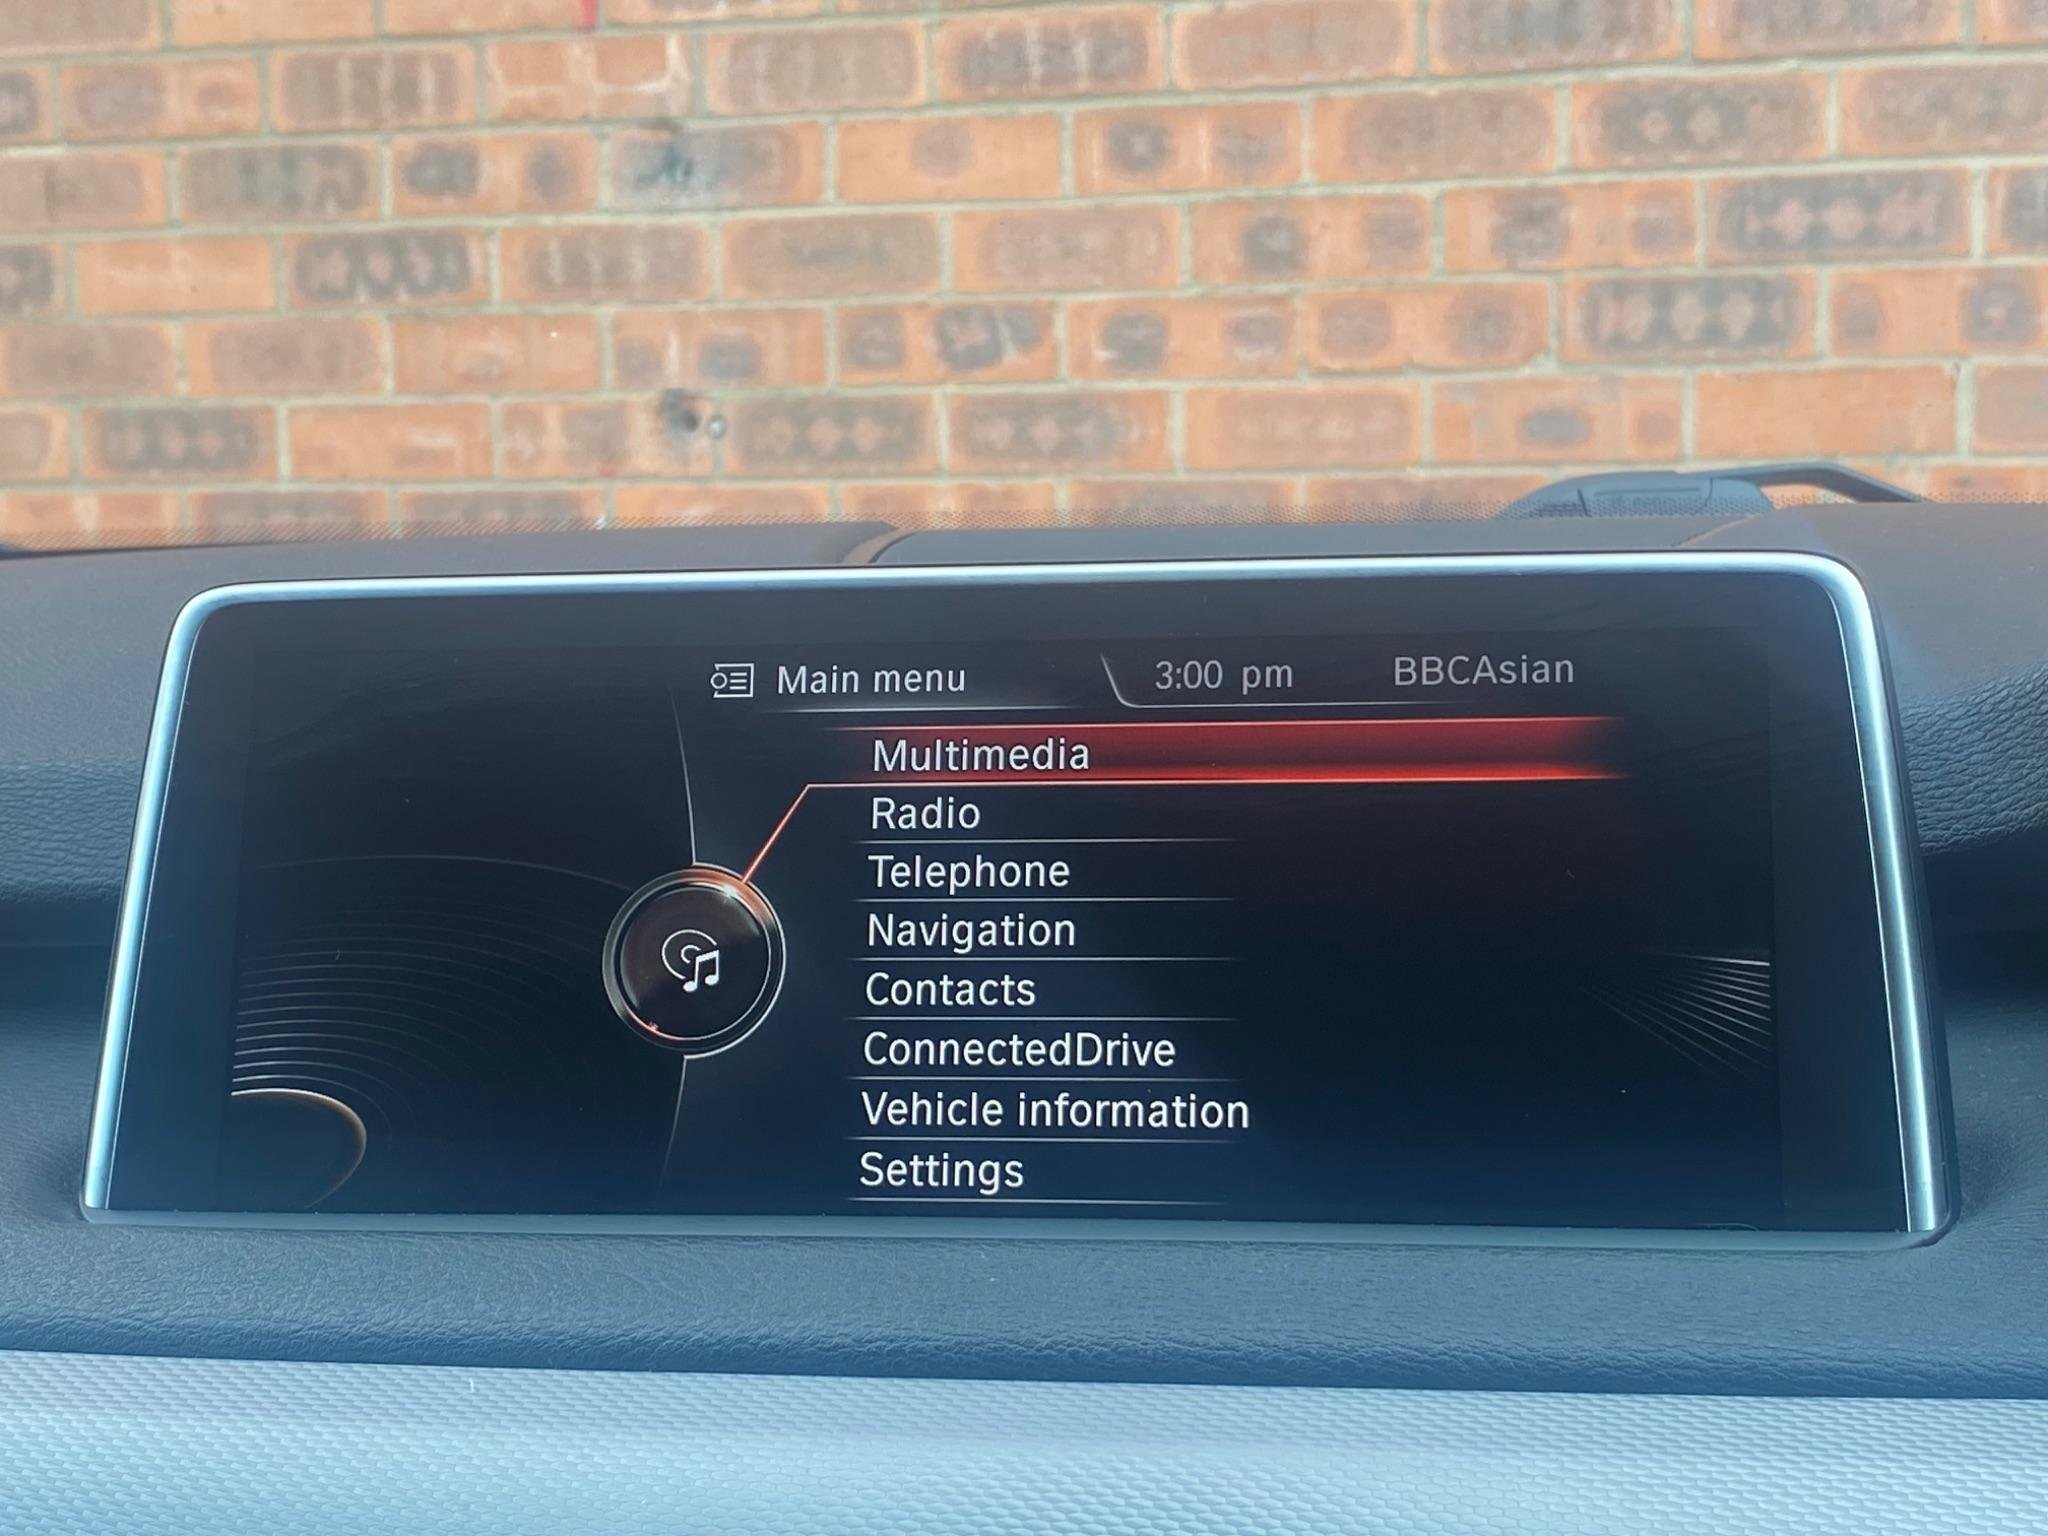 Main menu
3:00 pm
BBCAsian
Multimedia
Radio
Telephone
Navigation
Contacts
ConnectedDrive
Vehicle information
Settings